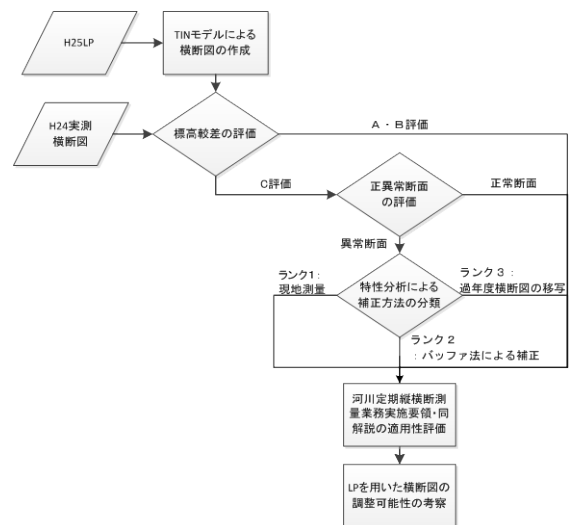 H25LP
TINモデルによる
横断図の作成
H24実測
横断図
標高較差の評価
A・B評価
C評価
正異常断面
の評価
正常断面
異常断面
ランク1:
現地測量
特性分析による
補正方法の分類
ランク3:
過年度横断図の移写
ランク2
:バッファ法による補正
河川定期縦横断測
量業務実施要領・同
解説の適用性評価
LPを用いた横断図の
調整可能性の考察